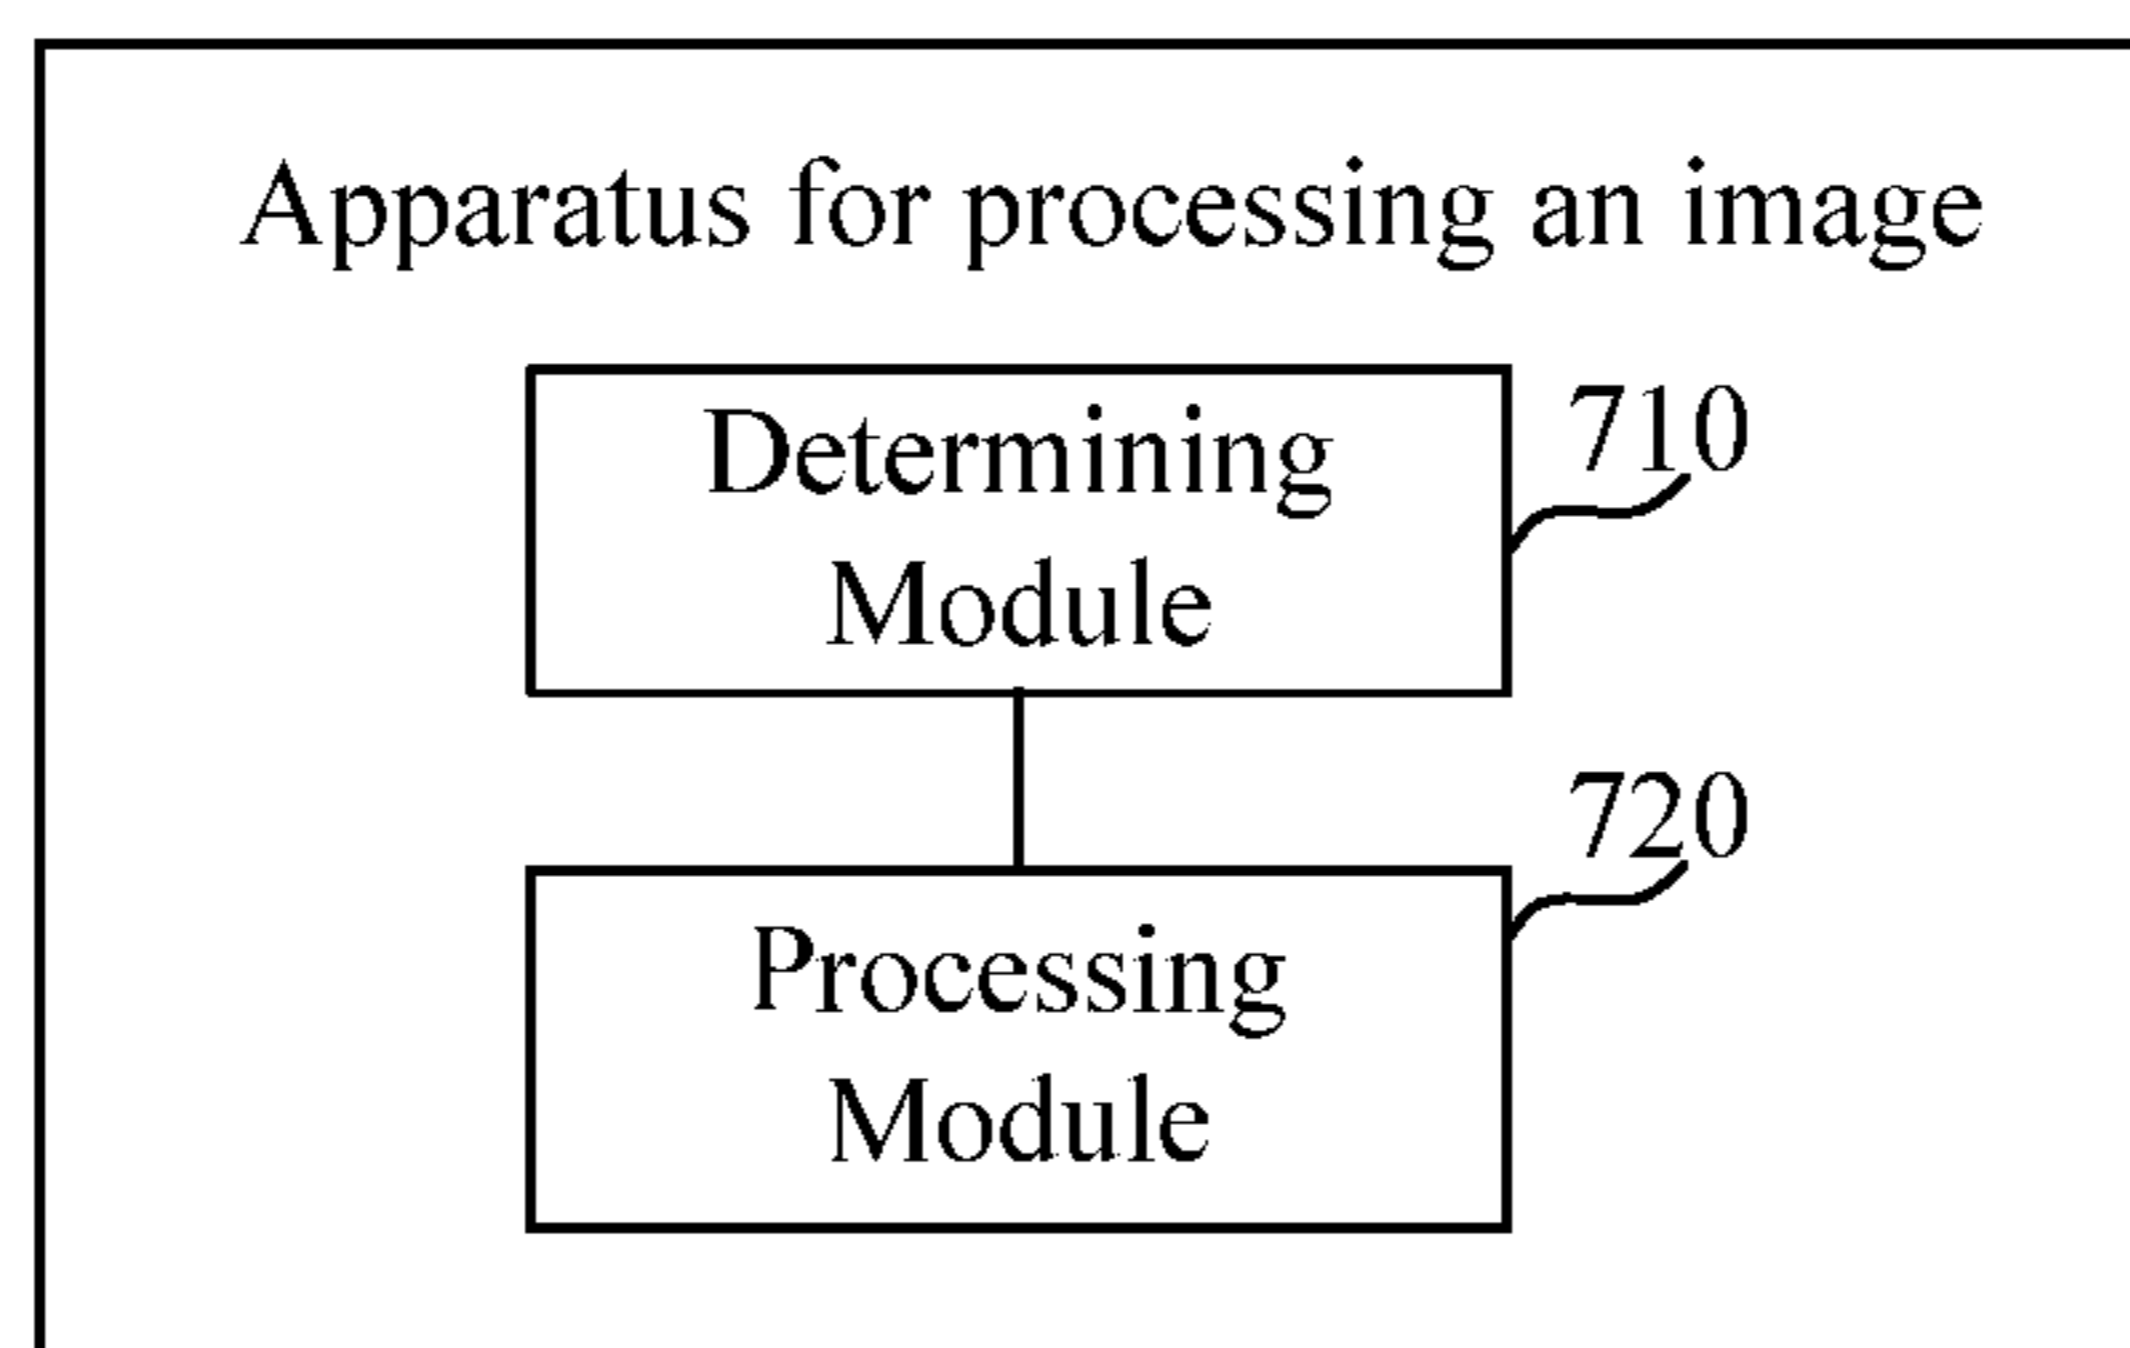 Apparatus for processing an image
Determining
Module
710
Processing
Module
720